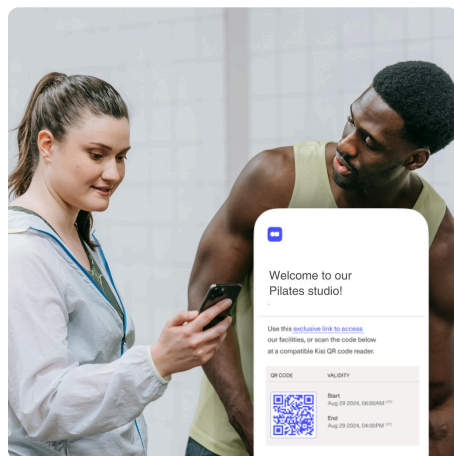 Welcome to our
Pilates studio!
Use this exclusive link to access
our facilities, or scan the code below
at a compatible Kisi QR code reader.
QR CODE VALIDITY
Start
Aug 29 2024, 06:00AM UTC
End
Aug 29 2024, 04:00PM UTC